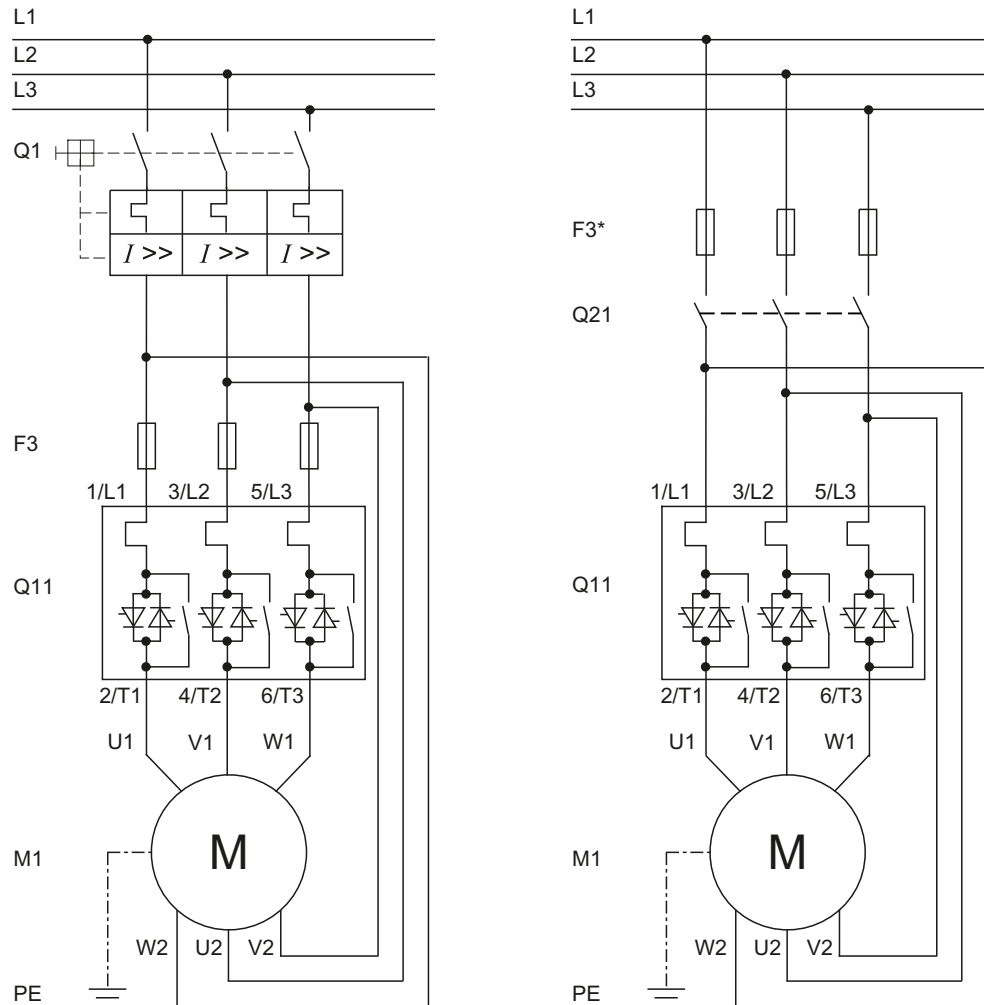 L1
L2
L3
Q1
I >> I >> I >>
F3
1/L1 3/L2 5/L3
Q11
2/T1 4/T2 6/T3
U1 V1 W1
M
M1
W2 U2 V2
PE
L1
L2
L3
F3*
Q21
1/L1 3/L2 5/L3
Q11
2/T1 4/T2 6/T3
U1 V1 W1
M
M1
W2 U2 V2
PE